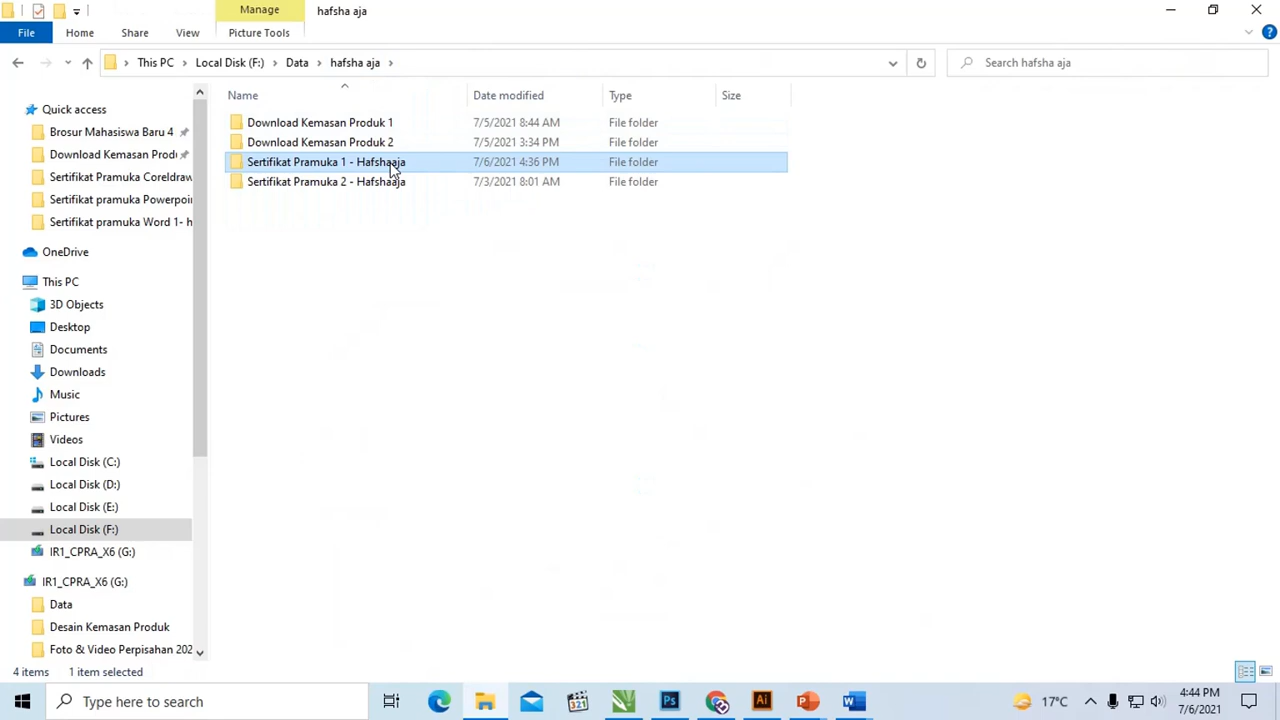 Manage
hafsha aja
File
Home
Share
View
Picture Tools
This PC
Local Disk (F:)
Data
hafsha aja
Search hafsha aja
Name
Date modified
Type
Size
Download Kemasan Produk 1
7/5/2021 8:44 AM
File folder
Download Kemasan Produk 2
7/5/2021 3:34 PM
File folder
Sertifikat Pramuka 1 - Hafshaaja
7/6/2021 4:36 PM
File folder
Sertifikat Pramuka 2 - Hafshaaja
7/3/2021 8:01 AM
File folder
Quick access
Brosur Mahasiswa Baru 4
Download Kemasan Produ
Sertifikat Pramuka Coreldraw
Sertifikat pramuka Powerpoin
Sertifikat pramuka Word 1- h
OneDrive
This PC
3D Objects
Desktop
Documents
Downloads
Music
Pictures
Videos
Local Disk (C:)
Local Disk (D:)
Local Disk (E:)
Local Disk (F:)
IR1_CPRA_X6 (G:)
IR1_CPRA_X6 (G:)
Data
Desain Kemasan Produk
Foto & Video Perpisahan 202
4 items
1 item selected
Type here to search
321
Ps
Ai
P
W
17°C
4:44 PM
7/6/2021